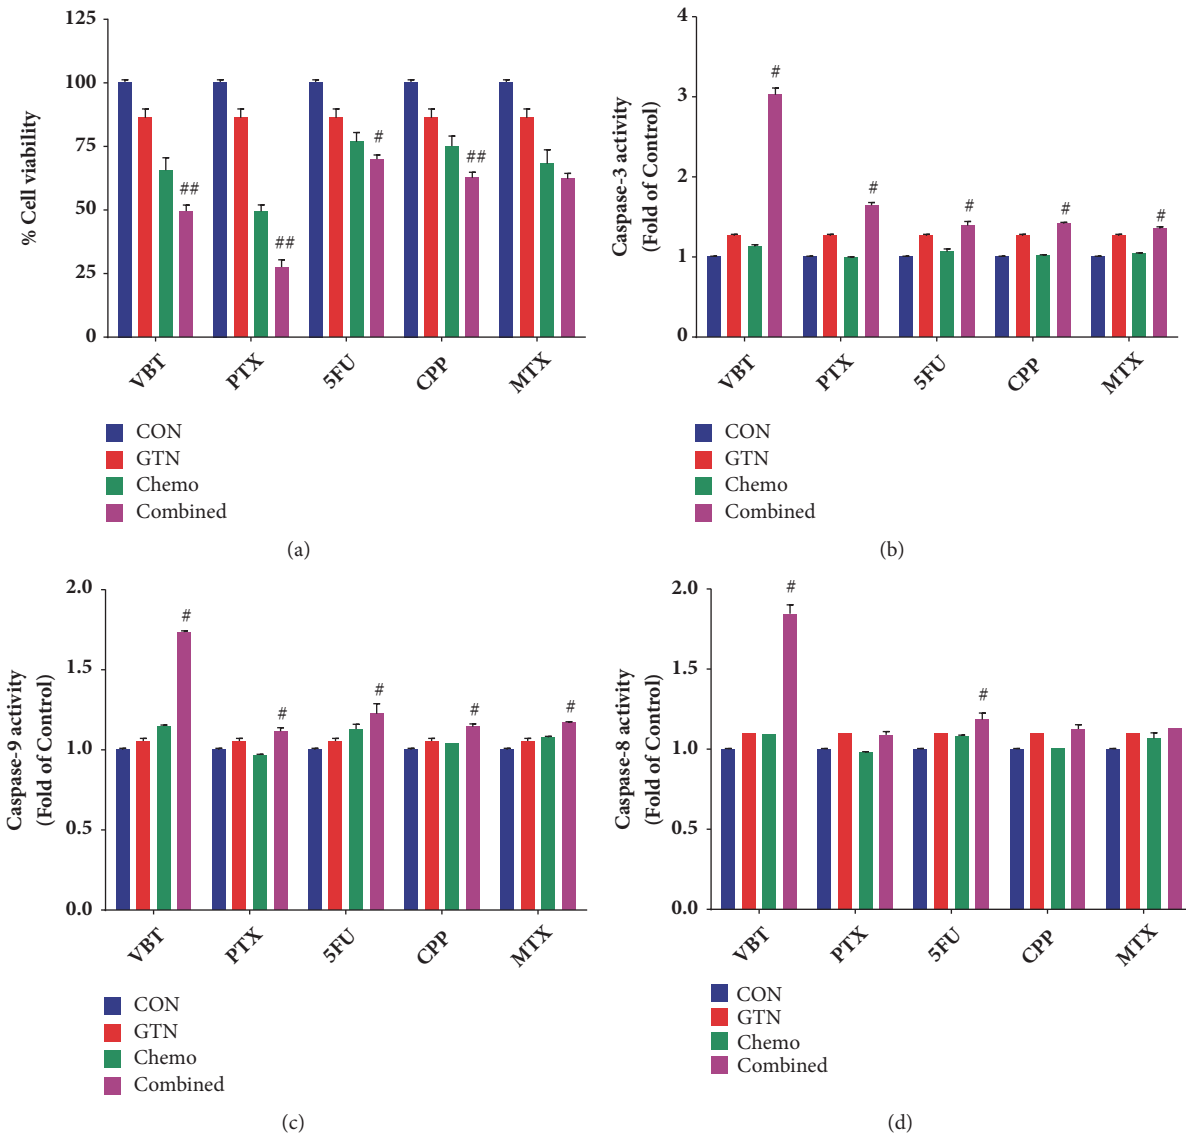 125
100
75
50
25
0
% Cell viability
##
##
#
##
VBT
PTX
5FU
CPP
MTX
CON
GTN
Chemo
Combined
(a)
4
3
2
1
0
Caspase-3 activity
(Fold of Control)
#
#
#
#
#
VBT
PTX
5FU
CPP
MTX
CON
GTN
Chemo
Combined
(b)
2.0
1.5
1.0
0.5
0.0
Caspase-9 activity
(Fold of Control)
#
#
#
#
#
VBT
PTX
5FU
CPP
MTX
CON
GTN
Chemo
Combined
(c)
2.0
1.5
1.0
0.5
0.0
Caspase-8 activity
(Fold of Control)
#
#
VBT
PTX
5FU
CPP
MTX
CON
GTN
Chemo
Combined
(d)